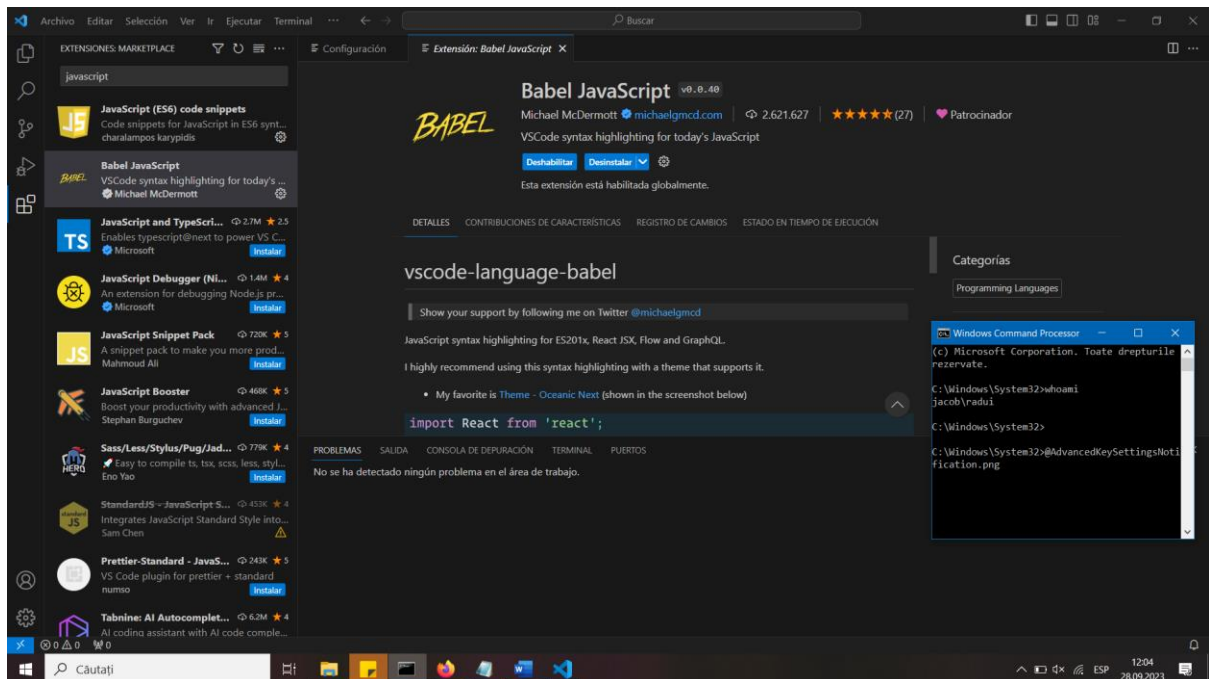 Archivo Editar Selección Ver Ir Ejecutar Terminal ··· Buscar
EXTENSIONES: MARKETPLACE
javascript
JS
JavaScript (ES6) code snippets
Code snippets for JavaScript in ES6 synt...
charalampos karypidis
BABEL
Babel JavaScript
VSCode syntax highlighting for today's ...
Michael McDermott
TS
JavaScript and TypeScri... 2.7M ★ 2.5
Enables typescript@next to power VS C...
Microsoft Instalar
JavaScript Debugger (Ni... 1.4M ★ 4
An extension for debugging Node.js pr...
Microsoft Instalar
JS
JavaScript Snippet Pack 720K ★ 5
A snippet pack to make you more prod...
Mahmoud Ali Instalar
JavaScript Booster 468K ★ 5
Boost your productivity with advanced J...
Stephan Burguchev Instalar
HERO
Sass/Less/Stylus/Pug/Jad... 779K ★ 4
Easy to compile ts, tsx, scss, less, styl...
Eno Yao Instalar
standard
JS
StandardJS - JavaScript S... 453K ★ 4
Integrates JavaScript Standard Style into...
Sam Chen
Prettier-Standard - JavaS... 243K ★ 5
VS Code plugin for prettier + standard
numso Instalar
Tabnine: AI Autocomplet... 6.2M ★ 4
AI coding assistant with AI code comple...
Configuración Extensión: Babel JavaScript
BABEL
Babel JavaScript v0.0.40
Michael McDermott michaelgmcd.com 2.621.627 ★★★★★(27) Patrocinador
VSCode syntax highlighting for today's JavaScript
Deshabilitar Desinstalar
Esta extensión está habilitada globalmente.
DETALLES CONTRIBUCIONES DE CARACTERÍSTICAS REGISTRO DE CAMBIOS ESTADO EN TIEMPO DE EJECUCIÓN
vscode-language-babel
Show your support by following me on Twitter @michaelgmcd
JavaScript syntax highlighting for ES201x, React JSX, Flow and GraphQL.
I highly recommend using this syntax highlighting with a theme that supports it.
• My favorite is Theme - Oceanic Next (shown in the screenshot below)
import React from 'react';
Categorías
Programming Languages
PROBLEMAS SALIDA CONSOLA DE DEPURACIÓN TERMINAL PUERTOS
No se ha detectado ningún problema en el área de trabajo.
Windows Command Processor
(c) Microsoft Corporation. Toate drepturile
rezervate.
C:\Windows\System32>whoami
jacob\radui
C:\Windows\System32>
C:\Windows\System32>@AdvancedKeySettingsNoti
fication.png
0 0 0
Căutați
ESP
12:04
28.09.2023